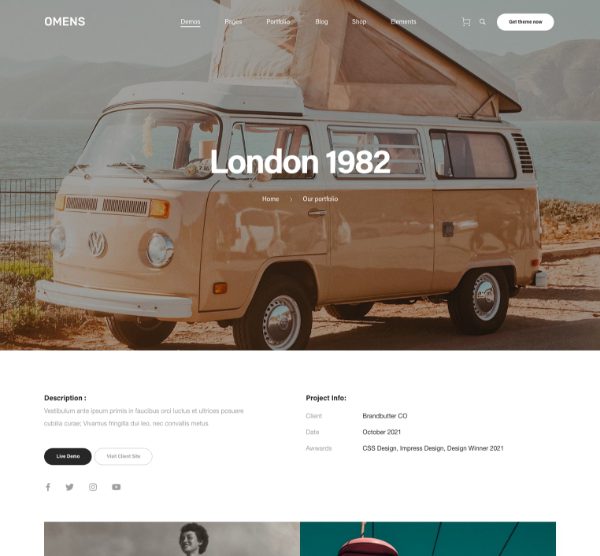 OMENS
Demos Pages Portfolio Blog Shop Elements
Get theme now
London 1982
Home › Our portfolio
Description :
Vestibulum ante ipsum primis in faucibus orci luctus et ultrices posuere
cubilia curae; Vivamus fringilla dui leo, nec convallis metus.
Live Demo Visit Client Site
Project Info:
Client Brandbutter CO
Date October 2021
Awwards CSS Design, Impress Design, Design Winner 2021